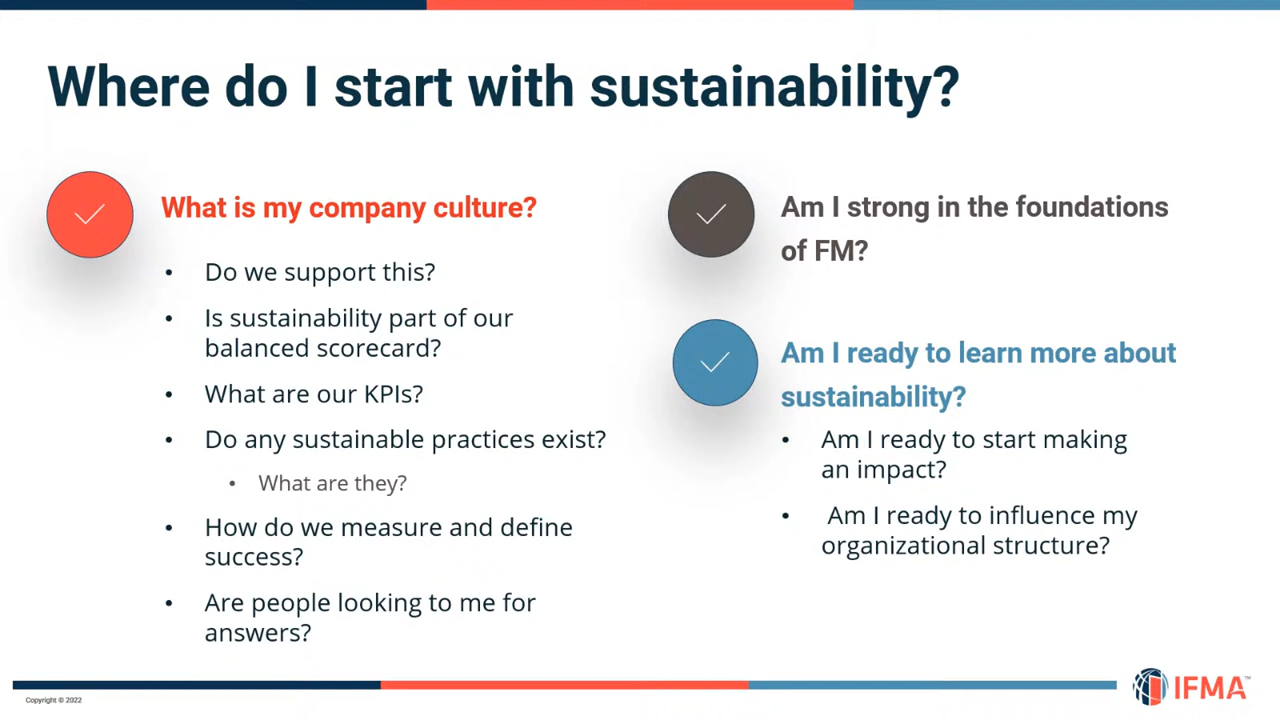 Where do I start with sustainability?
What is my company culture?
• Do we support this?
• Is sustainability part of our
balanced scorecard?
• What are our KPIs?
• Do any sustainable practices exist?
• What are they?
• How do we measure and define
success?
• Are people looking to me for
answers?
Am I strong in the foundations
of FM?
Am I ready to learn more about
sustainability?
• Am I ready to start making
an impact?
• Am I ready to influence my
organizational structure?
Copyright © 2022
IFMA™